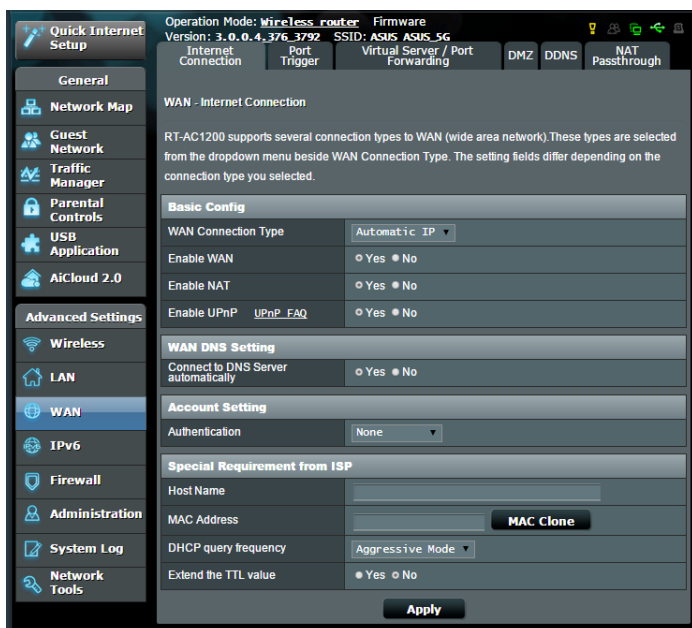 Quick Internet
Setup
Operation Mode: Wireless router Firmware
Version: 3.0.0.4.376_3792 SSID: ASUS ASUS_5G
Internet
Connection
Port
Trigger
Virtual Server / Port
Forwarding
DMZ
DDNS
NAT
Passthrough
General
Network Map
Guest
Network
Traffic
Manager
Parental
Controls
USB
Application
AiCloud 2.0
Advanced Settings
Wireless
LAN
WAN
IPv6
Firewall
Administration
System Log
Network
Tools
WAN - Internet Connection
RT-AC1200 supports several connection types to WAN (wide area network).These types are selected
from the dropdown menu beside WAN Connection Type. The setting fields differ depending on the
connection type you selected.
Basic Config
WAN Connection Type Automatic IP
Enable WAN Yes No
Enable NAT Yes No
Enable UPnP UPnP FAQ Yes No
WAN DNS Setting
Connect to DNS Server
automatically
Yes No
Account Setting
Authentication None
Special Requirement from ISP
Host Name
MAC Address MAC Clone
DHCP query frequency Aggressive Mode
Extend the TTL value Yes No
Apply